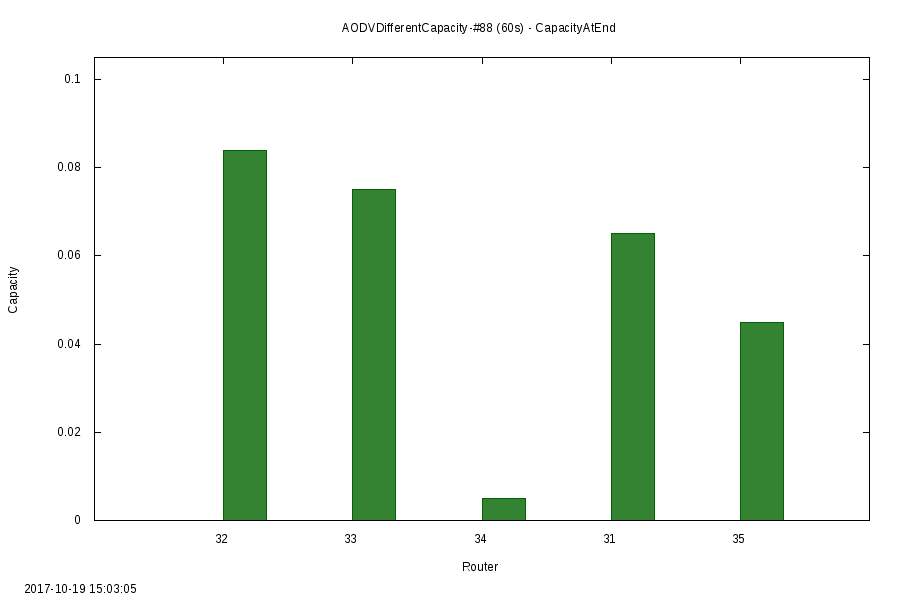 AODVDifferentCapacity-#88 (60s) - CapacityAtEnd
0.1
0.08
0.06
0.04
0.02
0
Capacity
32 33 34 31 35
Router
2017-10-19 15:03:05